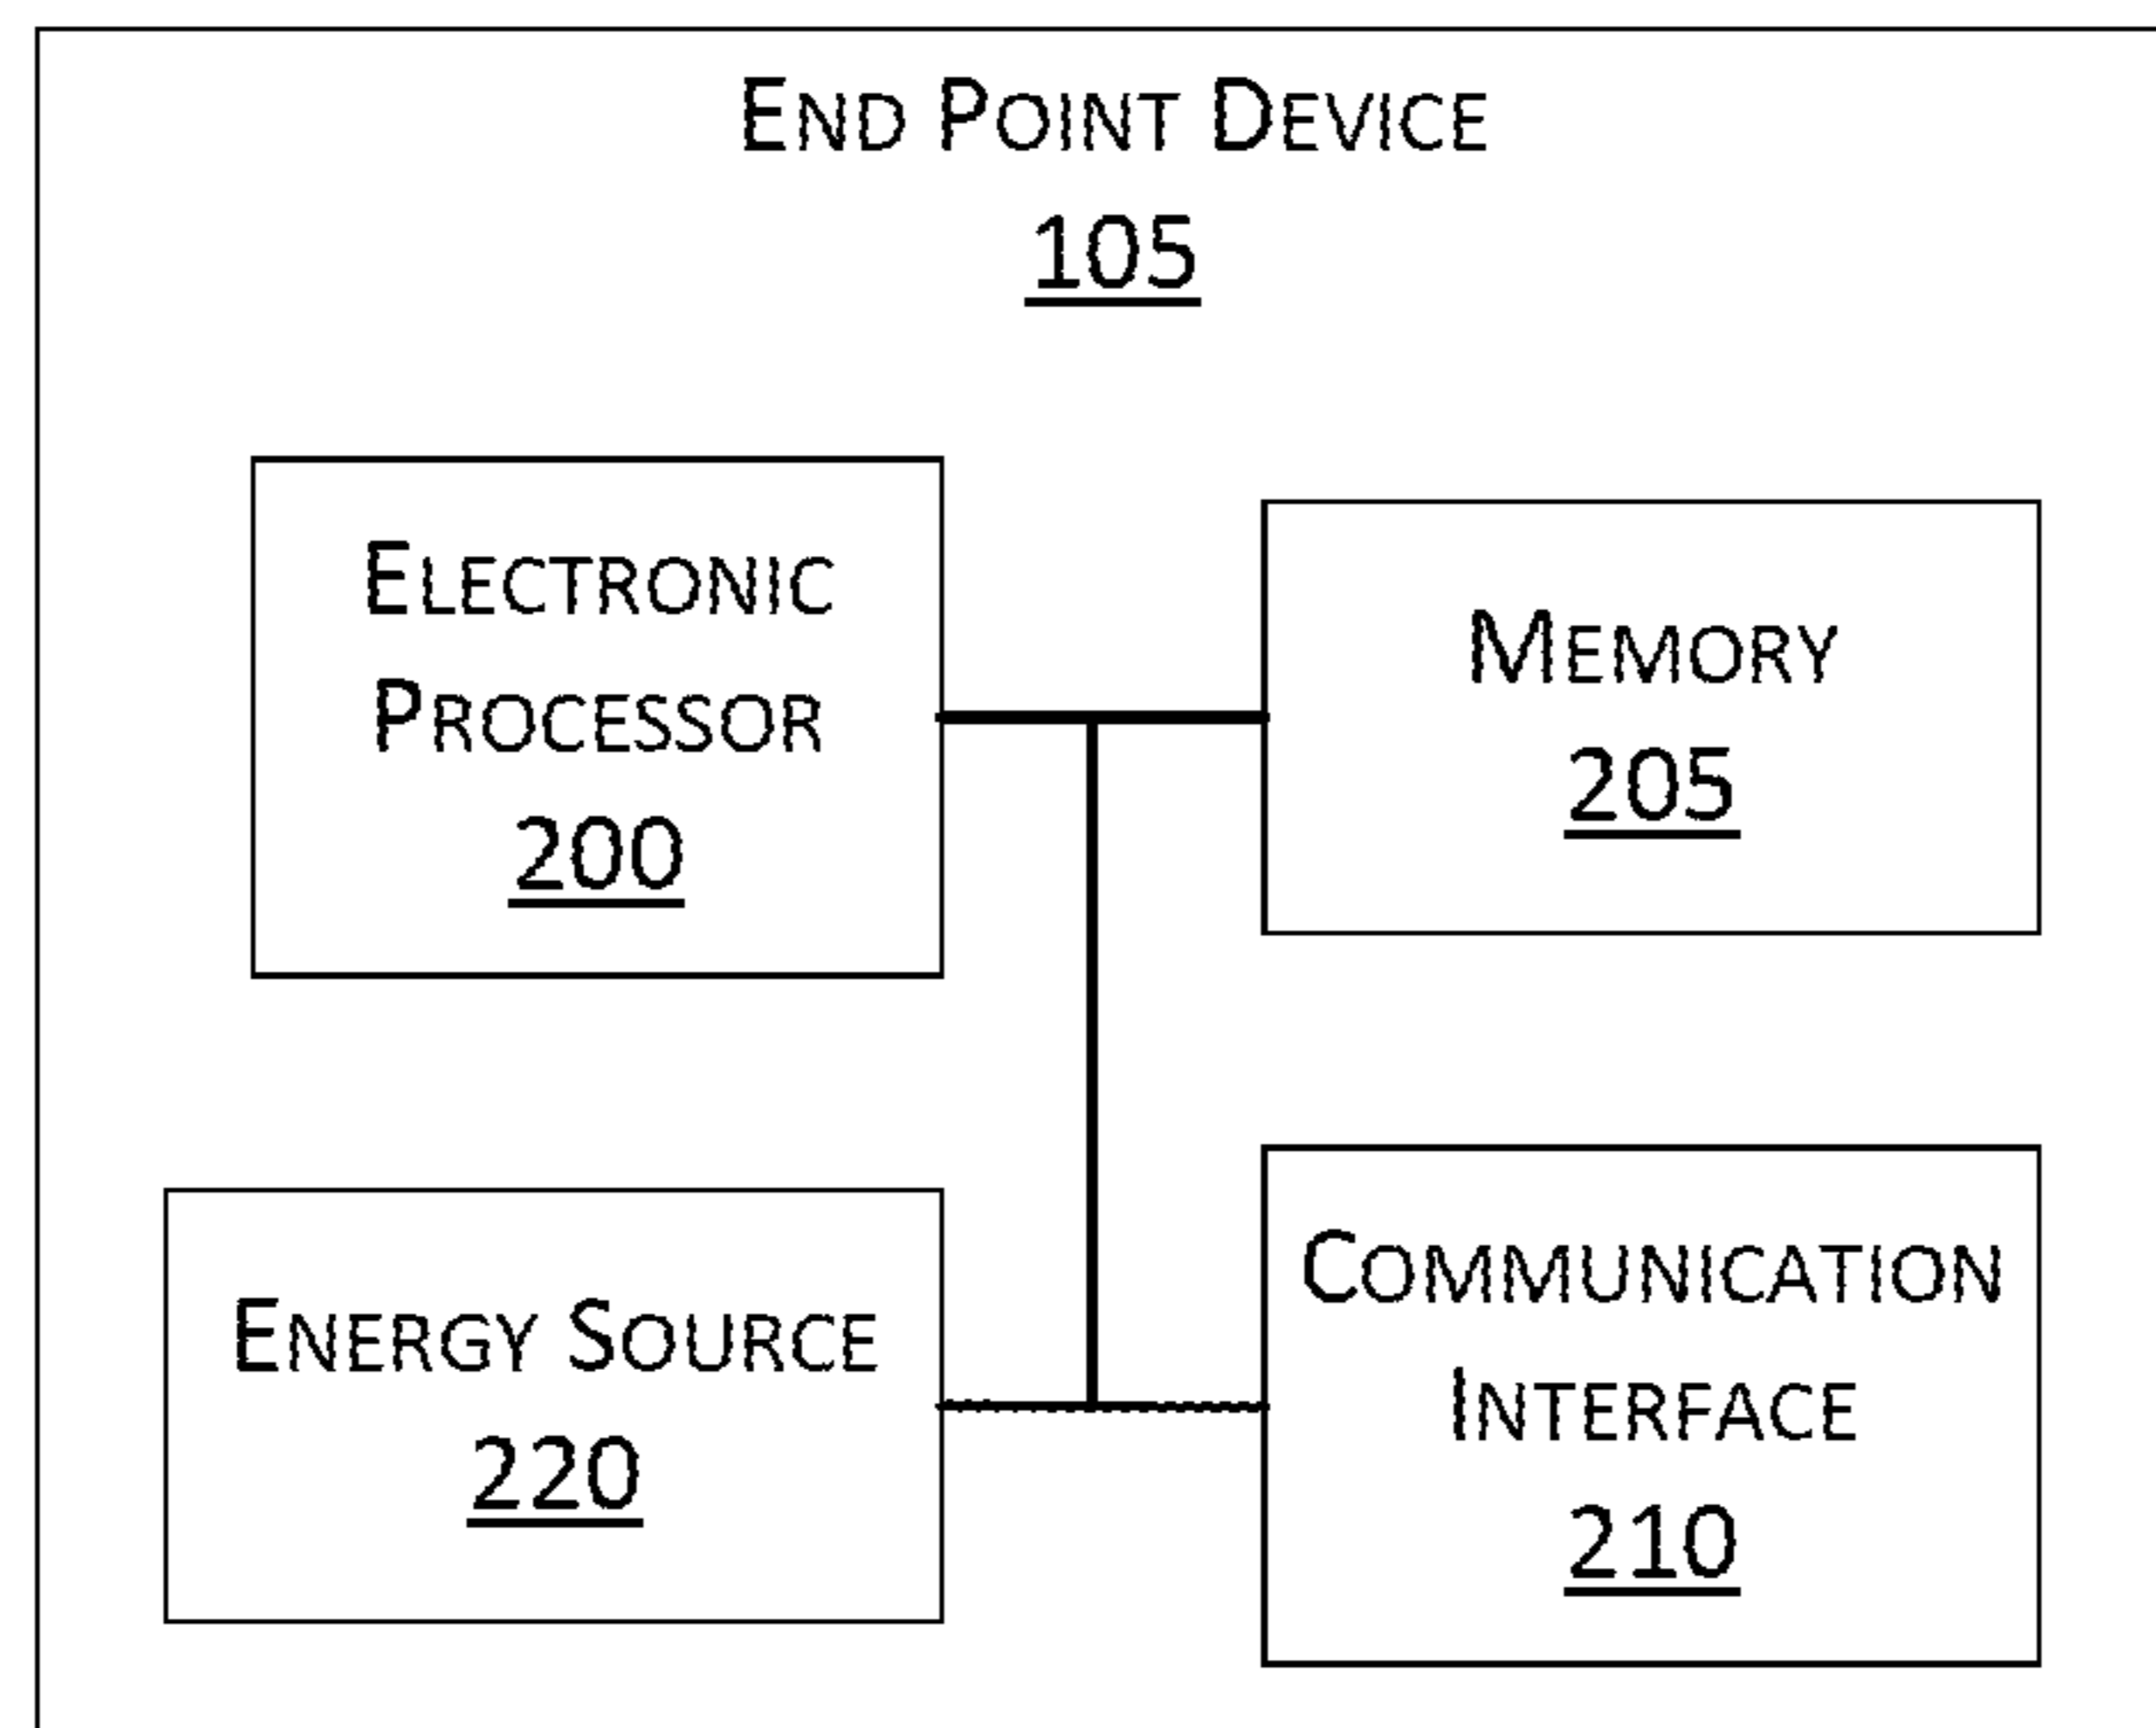 END POINT DEVICE
105
ELECTRONIC
PROCESSOR
200
MEMORY
205
ENERGY SOURCE
220
COMMUNICATION
INTERFACE
210